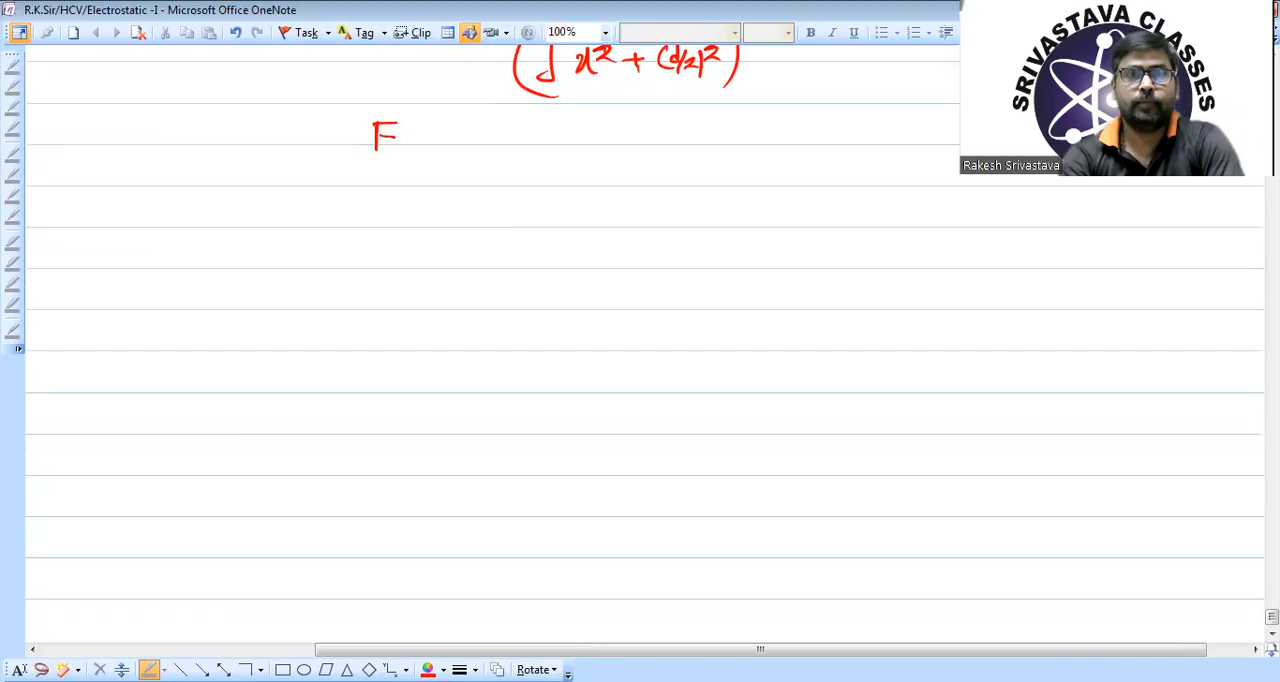 R.K.Sir/HCV/Electrostatic -I - Microsoft Office OneNote
Task Tag Clip 100% B I U
SRIVASTAVA CLASSES
(√ x² + (d/2)²)
F
Rakesh Srivastava
Rotate